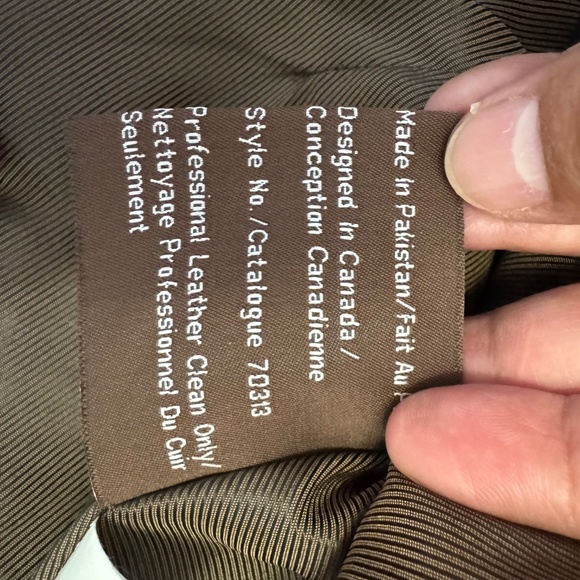 Made In Pakistan/Fait Au
Designed In Canada/
Conception Canadienne
Style No./Catalogue 70313
Professional Leather Clean Only/
Nettoyage Professionnel Du Cuir
Seulement